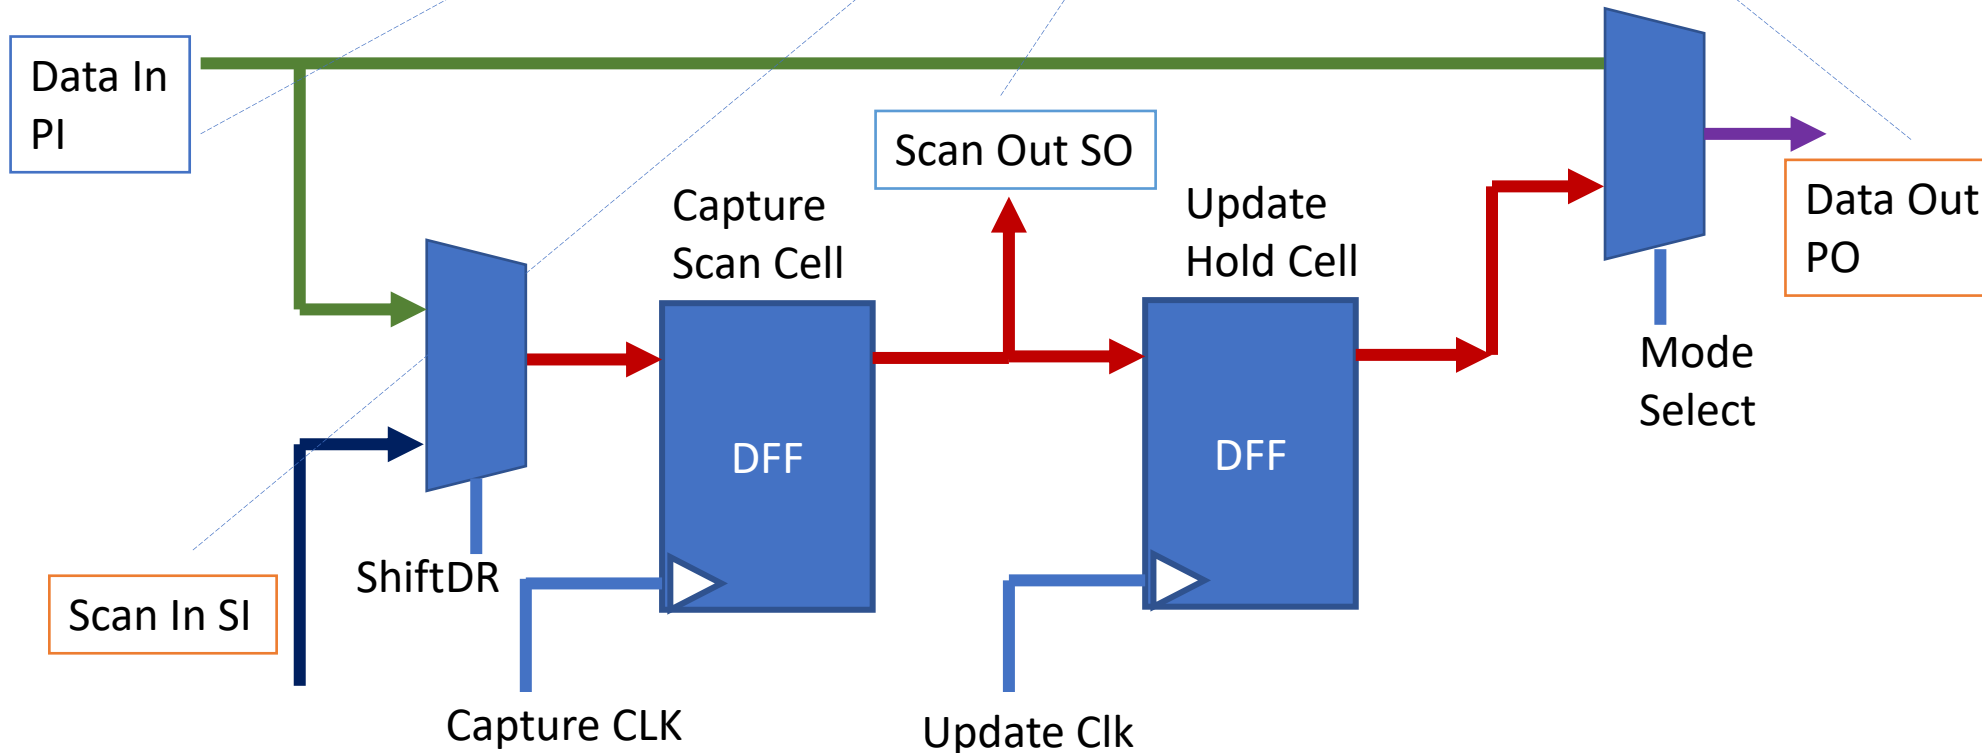 Data In
PI
Scan Out SO
Capture
Scan Cell
Update
Hold Cell
Data Out
PO
Mode
Select
DFF
DFF
ShiftDR
Scan In SI
Capture CLK
Update Clk